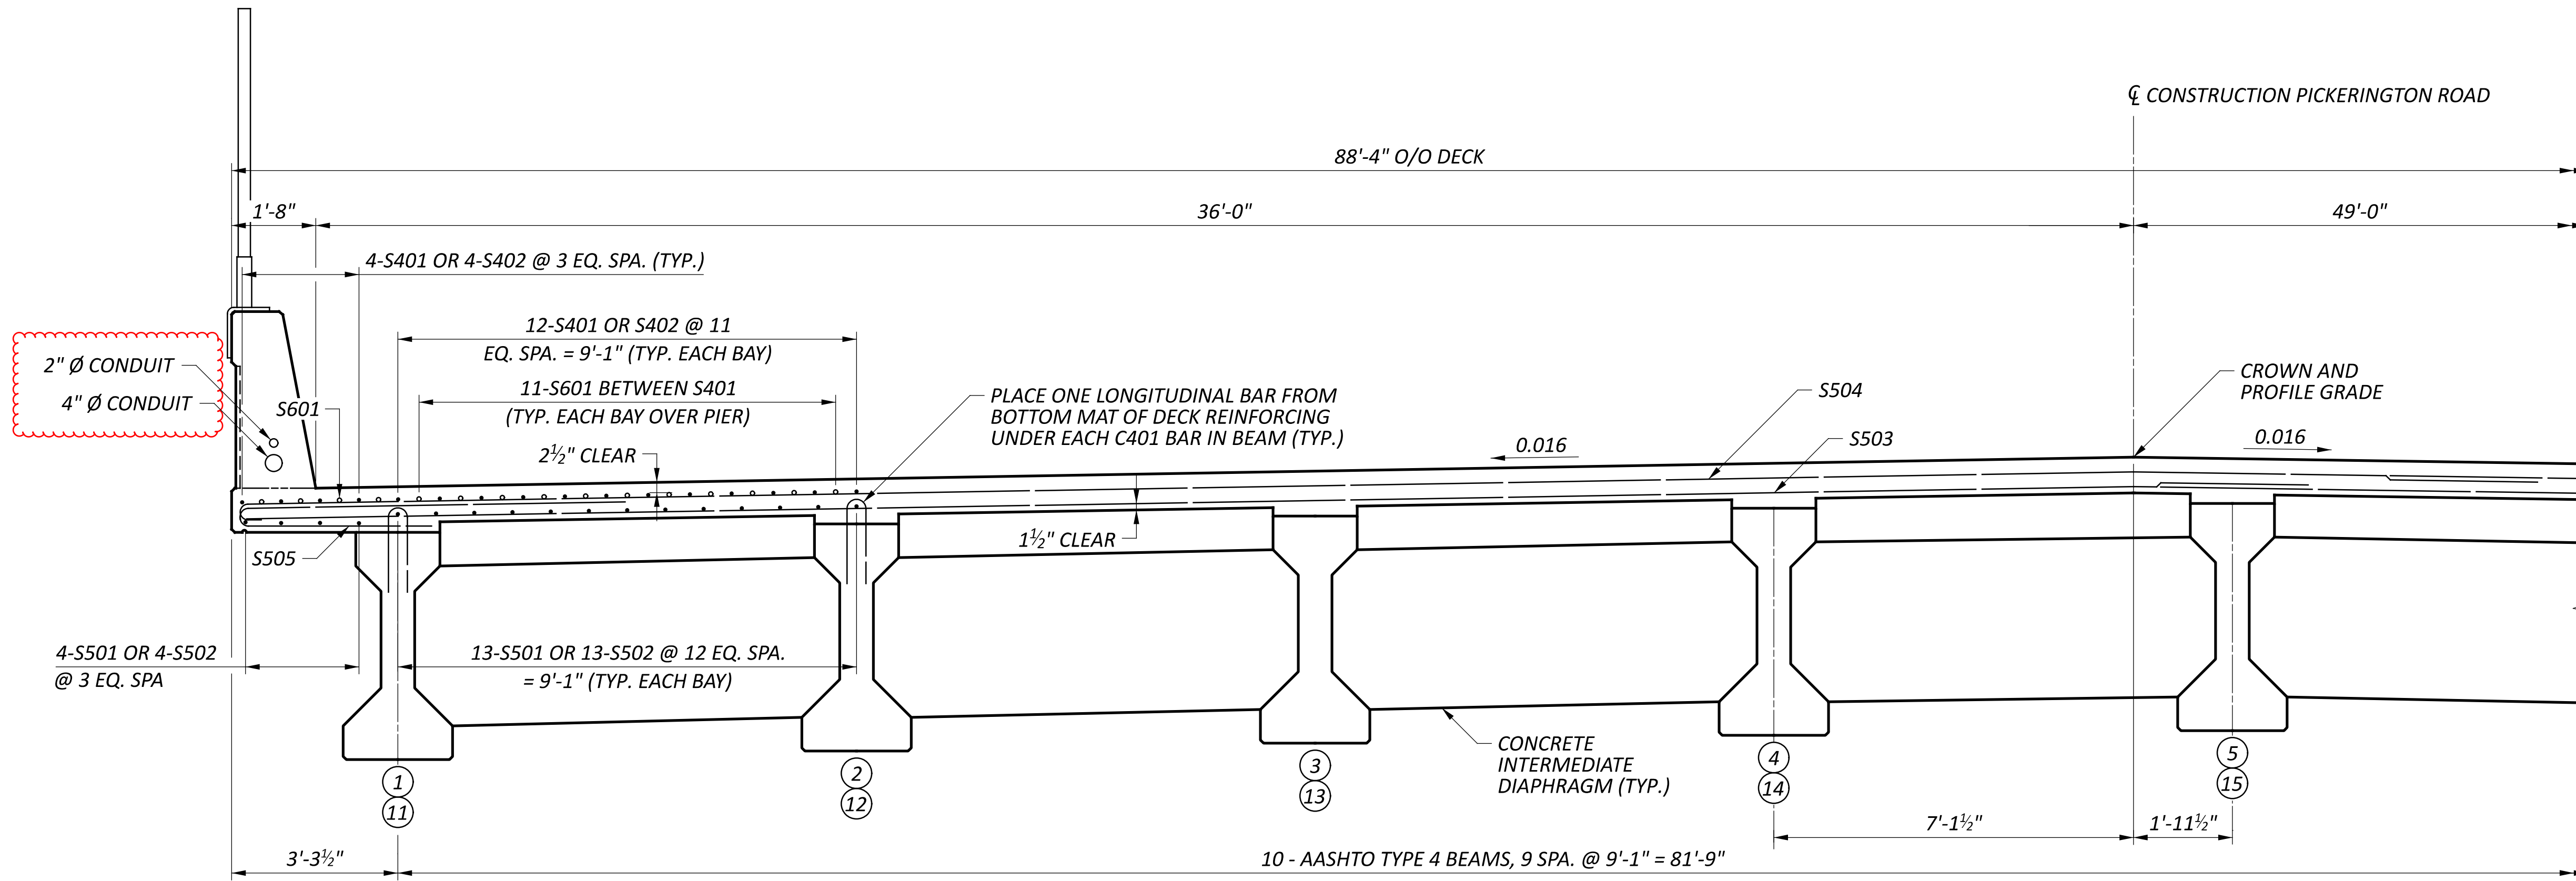 ℄ CONSTRUCTION PICKERINGTON ROAD
88'-4" O/O DECK
1'-8"
36'-0"
49'-0"
4-S401 OR 4-S402 @ 3 EQ. SPA. (TYP.)
12-S401 OR S402 @ 11
EQ. SPA. = 9'-1" (TYP. EACH BAY)
2" Ø CONDUIT
4" Ø CONDUIT
S601
11-S601 BETWEEN S401
(TYP. EACH BAY OVER PIER)
2½" CLEAR
PLACE ONE LONGITUDINAL BAR FROM
BOTTOM MAT OF DECK REINFORCING
UNDER EACH C401 BAR IN BEAM (TYP.)
S504
S503
0.016
CROWN AND
PROFILE GRADE
0.016
1½" CLEAR
S505
4-S501 OR 4-S502
@ 3 EQ. SPA
13-S501 OR 13-S502 @ 12 EQ. SPA.
= 9'-1" (TYP. EACH BAY)
CONCRETE
INTERMEDIATE
DIAPHRAGM (TYP.)
1
11
2
12
3
13
4
14
5
15
7'-1½"
1'-11½"
3'-3½"
10 - AASHTO TYPE 4 BEAMS, 9 SPA. @ 9'-1" = 81'-9"